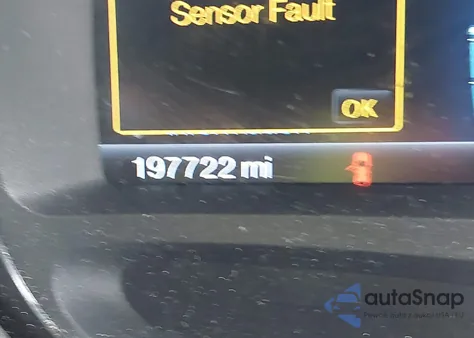 Sensor Fault
OK
197722 mi
autaSnap